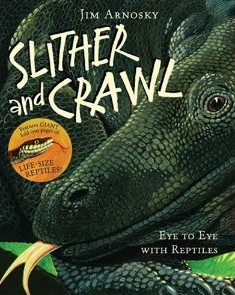 JIM ARNOSKY
SLITHER
and CRAWL
Features GIANT
fold-out pages of
LIFE-SIZE
REPTILES!
EYE TO EYE
WITH REPTILES